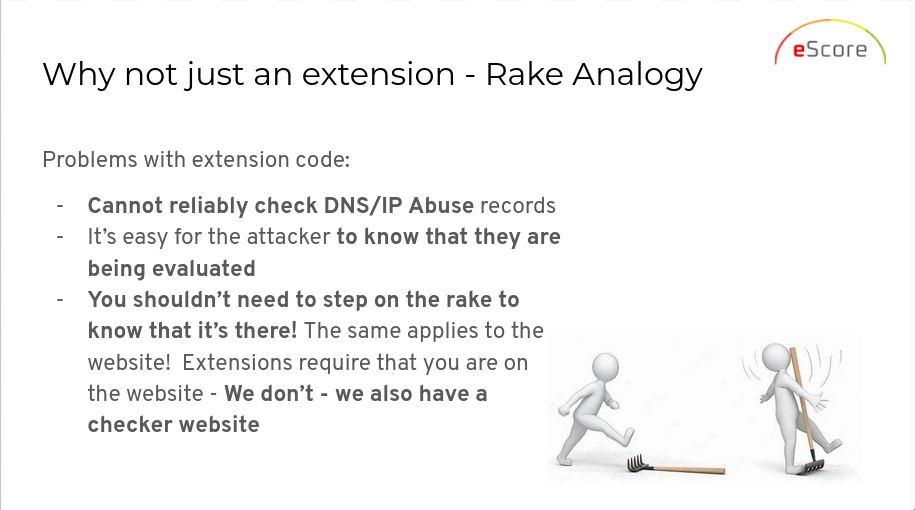 eScore
Why not just an extension - Rake Analogy
Problems with extension code:
- Cannot reliably check DNS/IP Abuse records
- It’s easy for the attacker to know that they are
being evaluated
- You shouldn’t need to step on the rake to
know that it’s there! The same applies to the
website!  Extensions require that you are on
the website - We don’t - we also have a
checker website